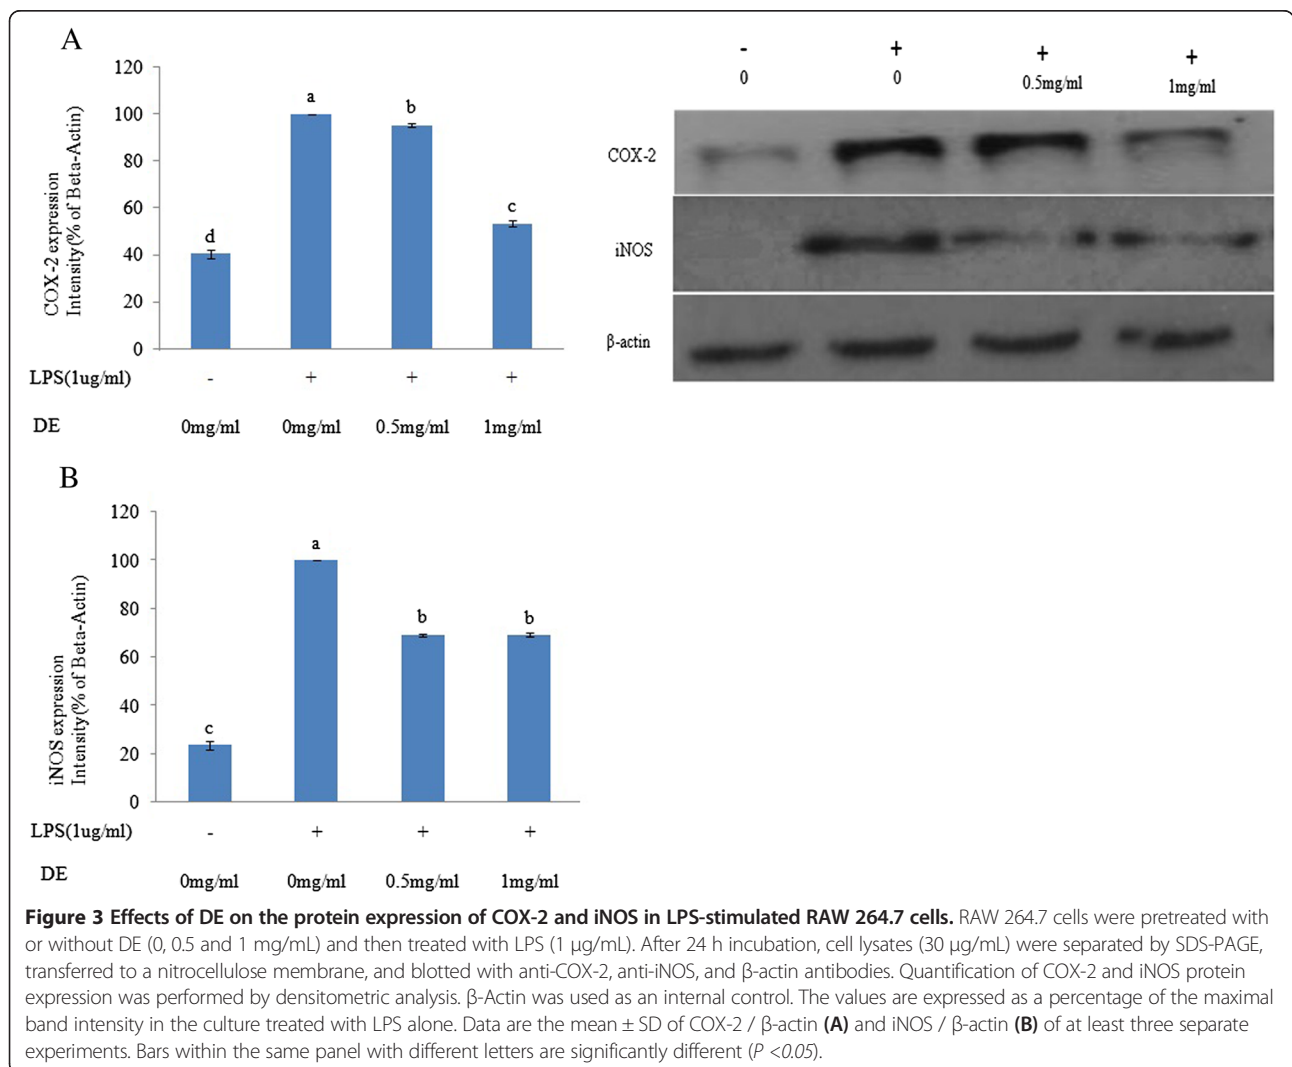 A
120
100
80
60
40
20
0
COX-2 expression
Intensity(% of Beta-Actin)
d
a
b
c
LPS(1ug/ml)
- + + +
DE
0mg/ml 0mg/ml 0.5mg/ml 1mg/ml
- + + +
0 0 0.5mg/ml 1mg/ml
COX-2
iNOS
β-actin
B
120
100
80
60
40
20
0
iNOS expression
Intensity(% of Beta-Actin)
c
a
b
b
LPS(1ug/ml)
- + + +
DE
0mg/ml 0mg/ml 0.5mg/ml 1mg/ml
Figure 3 Effects of DE on the protein expression of COX-2 and iNOS in LPS-stimulated RAW 264.7 cells. RAW 264.7 cells were pretreated with
or without DE (0, 0.5 and 1 mg/mL) and then treated with LPS (1 μg/mL). After 24 h incubation, cell lysates (30 μg/mL) were separated by SDS-PAGE,
transferred to a nitrocellulose membrane, and blotted with anti-COX-2, anti-iNOS, and β-actin antibodies. Quantification of COX-2 and iNOS protein
expression was performed by densitometric analysis. β-Actin was used as an internal control. The values are expressed as a percentage of the maximal
band intensity in the culture treated with LPS alone. Data are the mean ± SD of COX-2 / β-actin (A) and iNOS / β-actin (B) of at least three separate
experiments. Bars within the same panel with different letters are significantly different (P <0.05).